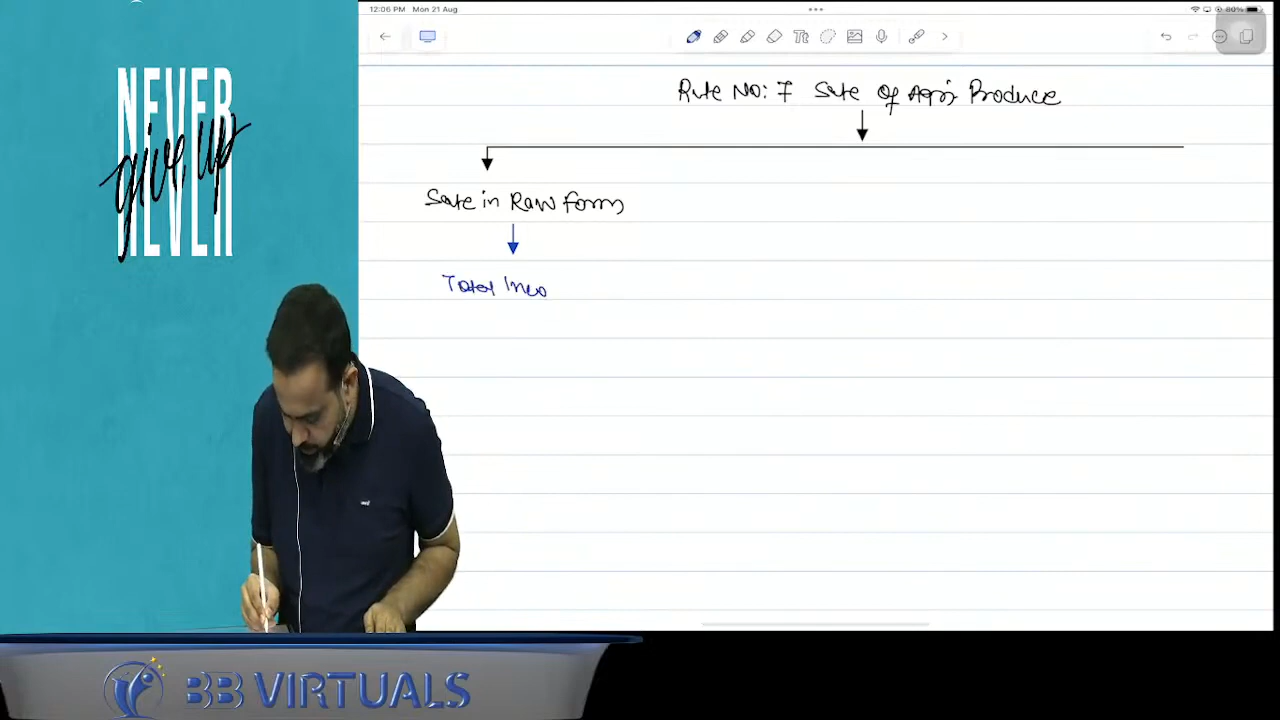 12:06 PM Mon 21 Aug
80%
NEVER
give up
NEVER
Rule No: 7 Sale Of Agri Produce
Sale in Raw form
Total Inco
BB VIRTUALS